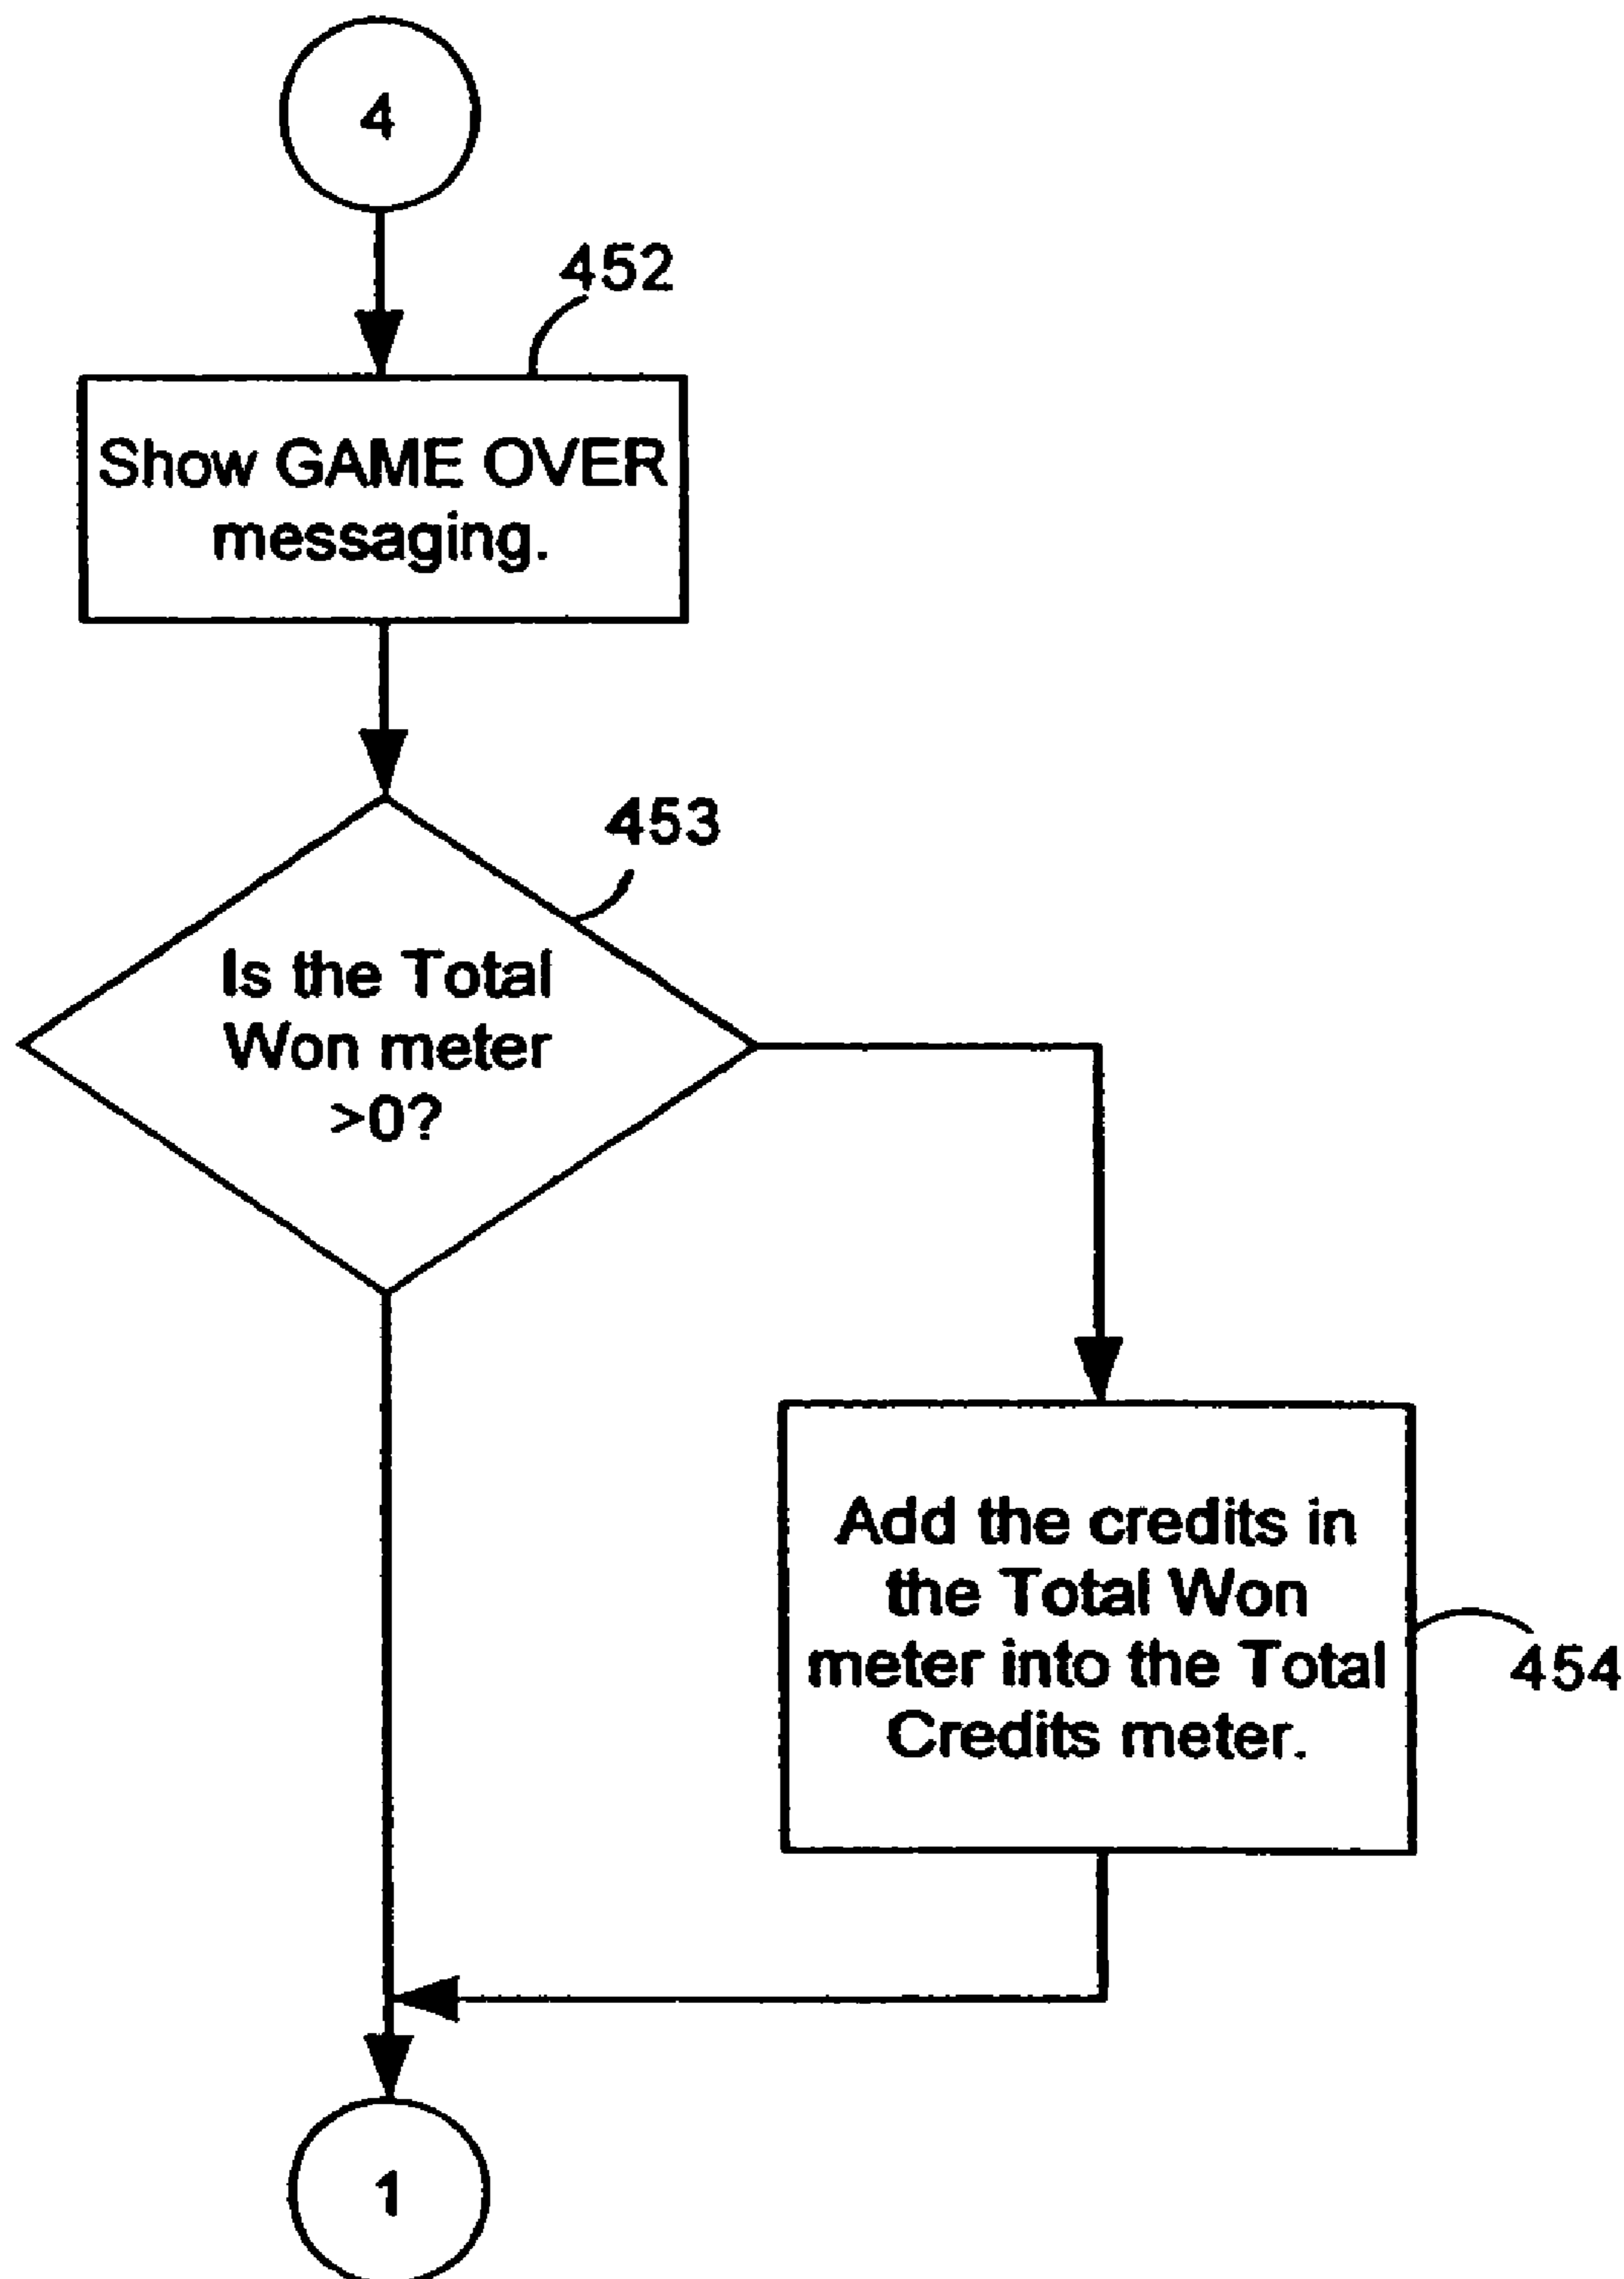 4
452
Show GAME OVER
messaging.
453
Is the Total
Won meter
>0?
Add the credits in
the Total Won
meter into the Total
Credits meter.
454
1